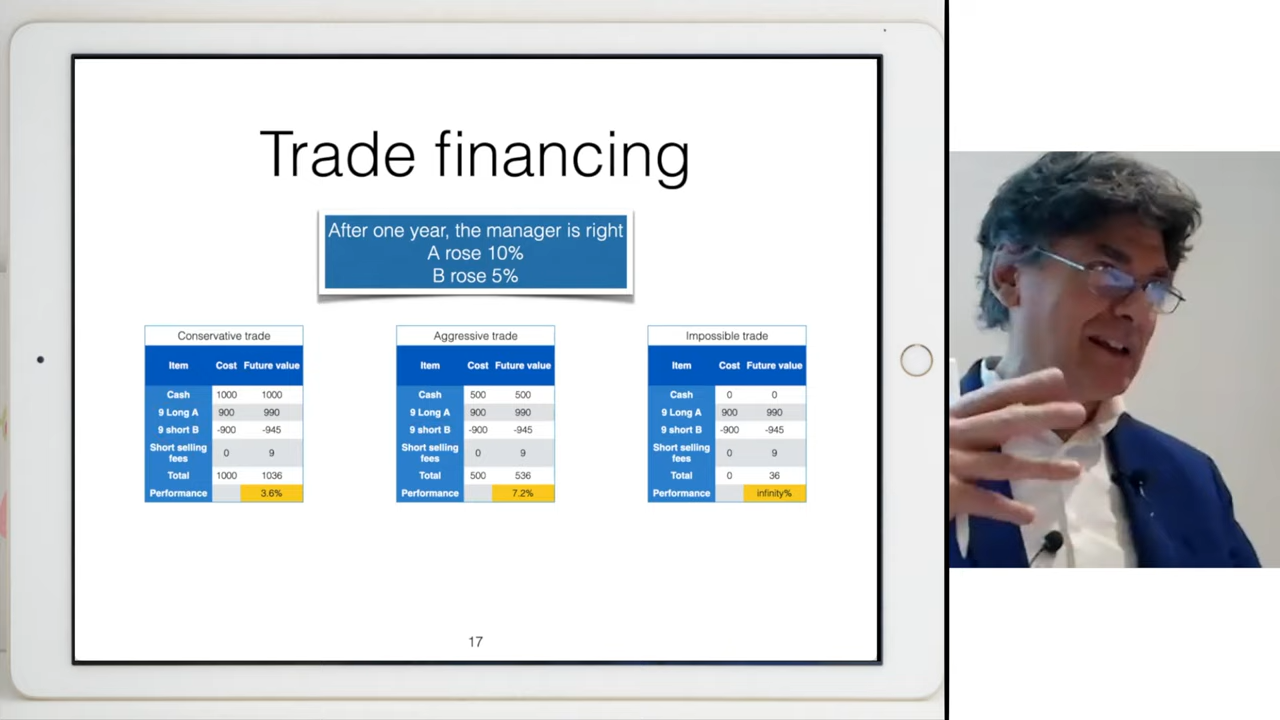 Trade financing
After one year, the manager is right
A rose 10%
B rose 5%
Conservative trade
Item Cost Future value
Cash 1000 1000
9 Long A 900 990
9 short B -900 -945
Short selling
fees 0 9
Total 1000 1036
Performance 3.6%
Aggressive trade
Item Cost Future value
Cash 500 500
9 Long A 900 990
9 short B -900 -945
Short selling
fees 0 9
Total 500 536
Performance 7.2%
Impossible trade
Item Cost Future value
Cash 0 0
9 Long A 900 990
9 short B -900 -945
Short selling
fees 0 9
Total 0 36
Performance infinity%
17